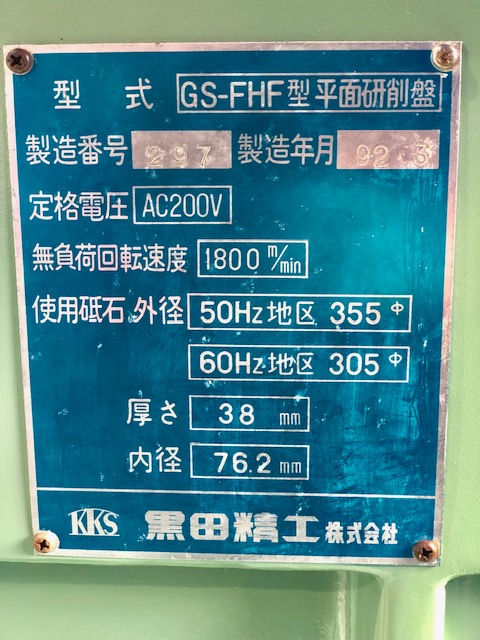 型式 GS-FHF型平面研削盤
製造番号 297 製造年月 92 3
定格電圧 AC200V
無負荷回転速度 1800 m/min
使用砥石 外径 50Hz地区 355 φ
60Hz地区 305 φ
厚さ 38 mm
内径 76.2 mm
KKS 黒田精工株式会社